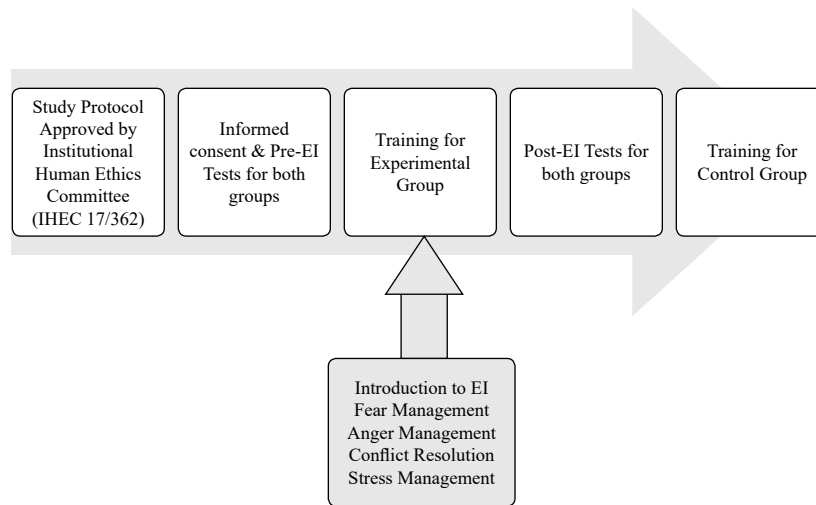 Study Protocol
Approved by
Institutional
Human Ethics
Committee
(IHEC 17/362)
Informed
consent & Pre-EI
Tests for both
groups
Training for
Experimental
Group
Post-EI Tests for
both groups
Training for
Control Group
Introduction to EI
Fear Management
Anger Management
Conflict Resolution
Stress Management